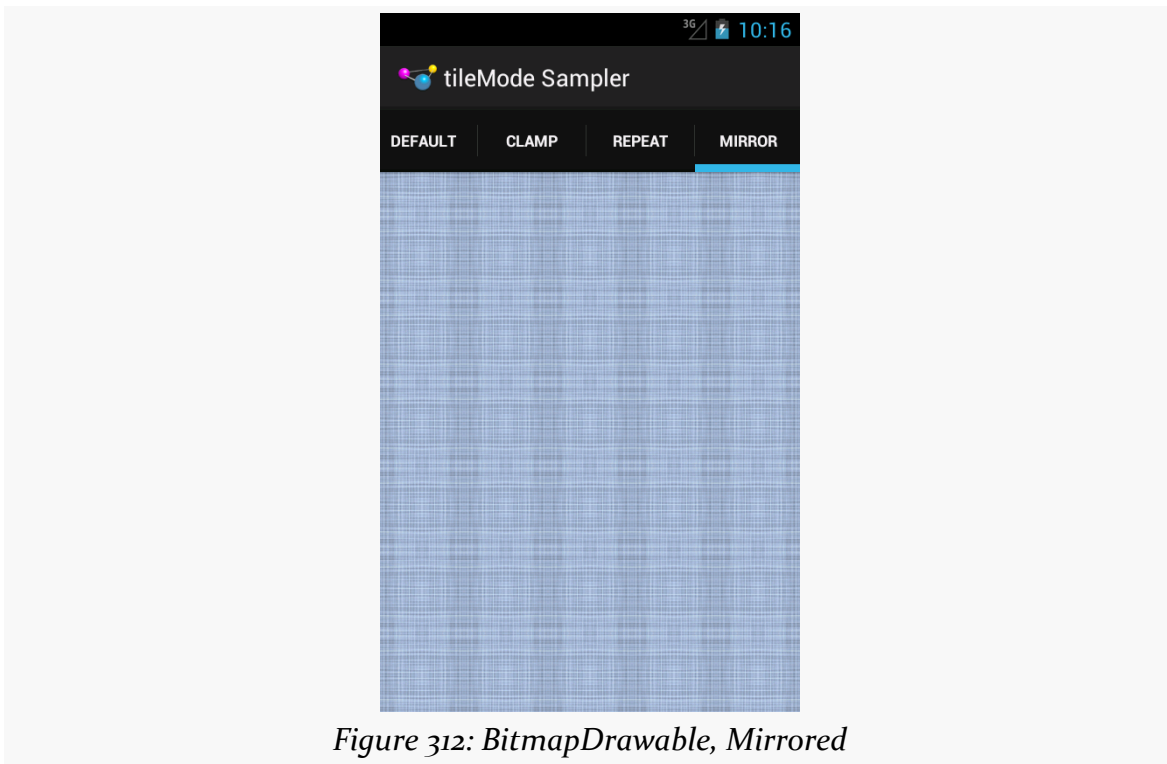 3G 10:16
tileMode Sampler
DEFAULT CLAMP REPEAT MIRROR
Figure 312: BitmapDrawable, Mirrored